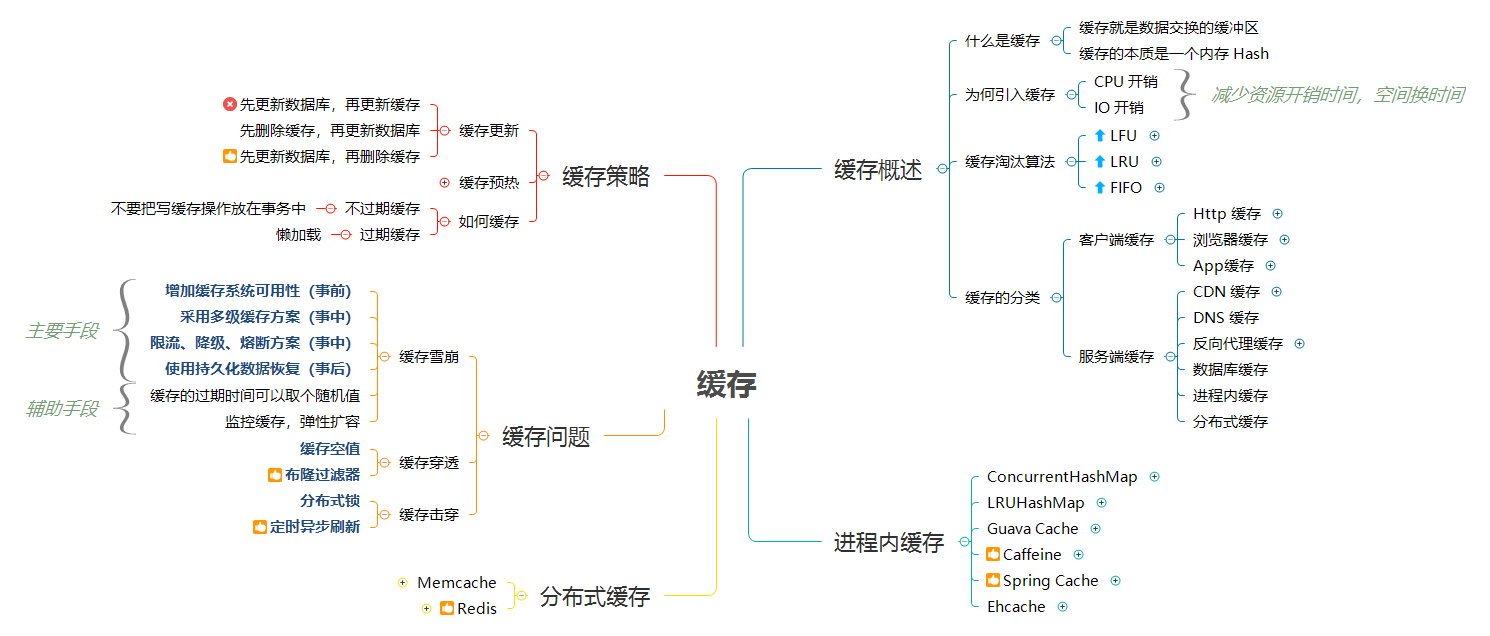 缓存
缓存概述
什么是缓存
缓存就是数据交换的缓冲区
缓存的本质是一个内存 Hash
为何引入缓存
CPU 开销
IO 开销
减少资源开销时间，空间换时间
缓存淘汰算法
LFU
LRU
FIFO
缓存的分类
客户端缓存
Http 缓存
浏览器缓存
App缓存
服务端缓存
CDN 缓存
DNS 缓存
反向代理缓存
数据库缓存
进程内缓存
分布式缓存
进程内缓存
ConcurrentHashMap
LRUHashMap
Guava Cache
Caffeine
Spring Cache
Ehcache
缓存策略
缓存更新
先更新数据库，再更新缓存
先删除缓存，再更新数据库
先更新数据库，再删除缓存
缓存预热
如何缓存
不过期缓存
不要把写缓存操作放在事务中
过期缓存
懒加载
缓存问题
缓存雪崩
主要手段
增加缓存系统可用性（事前）
采用多级缓存方案（事中）
限流、降级、熔断方案（事中）
使用持久化数据恢复（事后）
辅助手段
缓存的过期时间可以取个随机值
监控缓存，弹性扩容
缓存穿透
缓存空值
布隆过滤器
缓存击穿
分布式锁
定时异步刷新
分布式缓存
Memcache
Redis